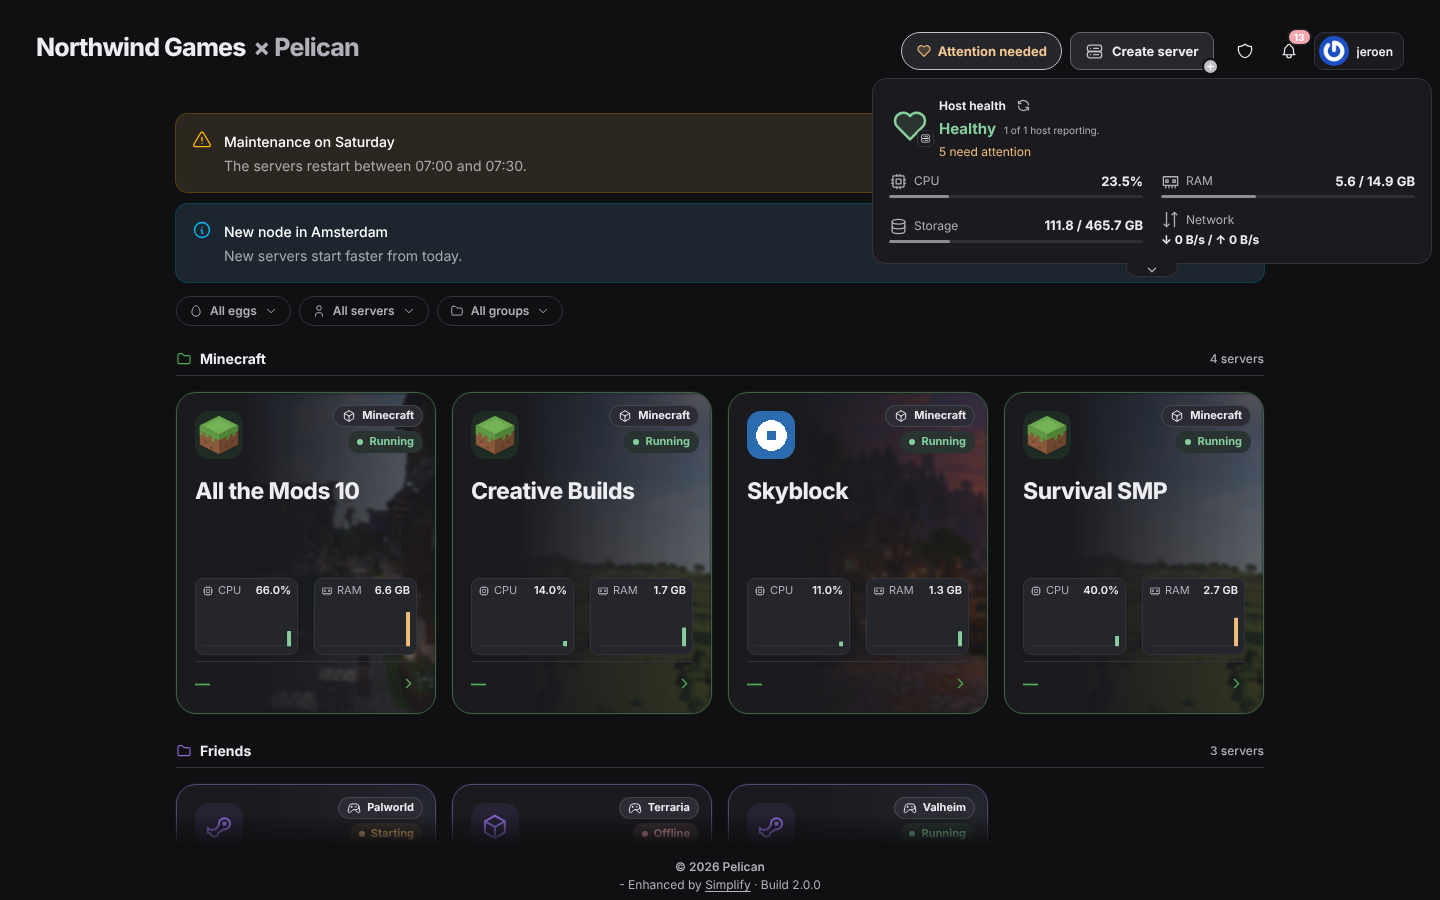 Northwind Games × Pelican
Attention needed
Create server
13
jeroen
Host health
Healthy 1 of 1 host reporting.
5 need attention
CPU 23.5%
RAM 5.6 / 14.9 GB
Storage 111.8 / 465.7 GB
Network
↓ 0 B/s / ↑ 0 B/s
Maintenance on Saturday
The servers restart between 07:00 and 07:30.
New node in Amsterdam
New servers start faster from today.
All eggs
All servers
All groups
Minecraft
4 servers
Minecraft
Running
All the Mods 10
CPU 66.0%
RAM 6.6 GB
—
Minecraft
Running
Creative Builds
CPU 14.0%
RAM 1.7 GB
—
Minecraft
Running
Skyblock
CPU 11.0%
RAM 1.3 GB
—
Minecraft
Running
Survival SMP
CPU 40.0%
RAM 2.7 GB
—
Friends
3 servers
Palworld
Starting
Terraria
Offline
Valheim
Running
© 2026 Pelican
- Enhanced by Simplify · Build 2.0.0